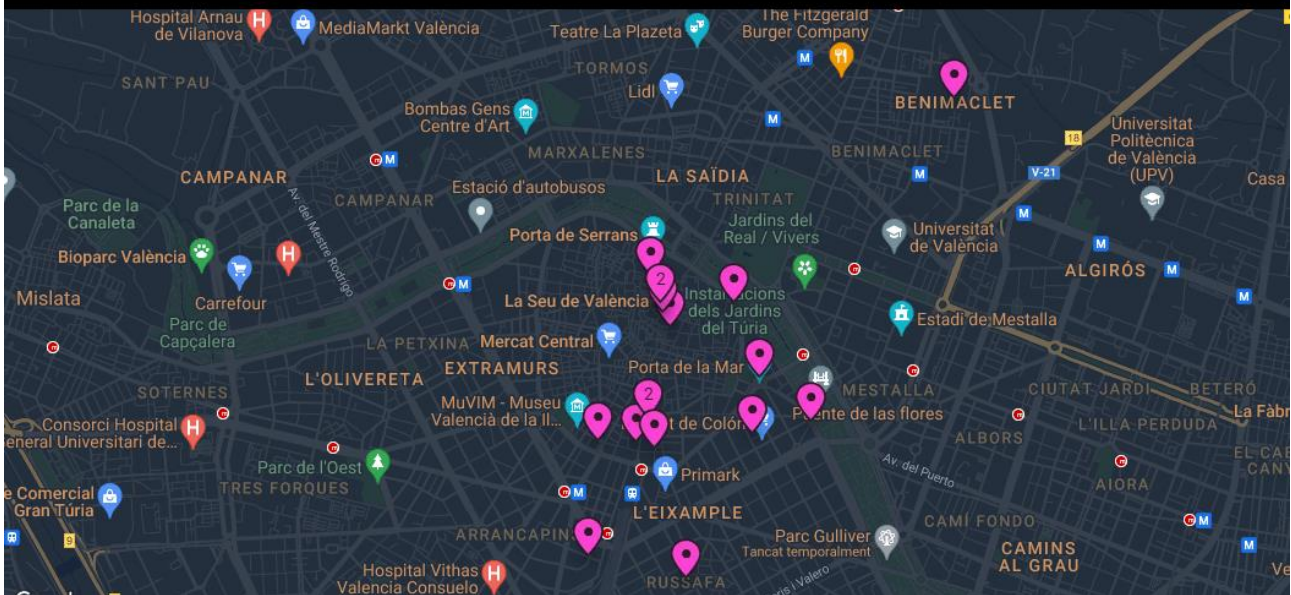 Hospital Arnau
de Vilanova
MediaMarkt València
Teatre La Plazeta
The Fitzgerald
Burger Company
SANT PAU
TORMOS
Lidl
BENIMACLET
Bombas Gens
Centre d'Art
18
Universitat
Politècnica
de València
(UPV)
MARXALENES
BENIMACLET
V-21
Casa
CAMPANAR
LA SAÏDIA
CAMPANAR
Estació d'autobusos
TRINITAT
Parc de la
Canaleta
Av. del Mestre Rodrigo
Jardins del
Real / Vivers
Porta de Serrans
Universitat
de València
Bioparc València
ALGIRÓS
2
Mislata
Carrefour
La Seu de València
dels Jardins
del Túria
Estadi de Mestalla
Parc de
Capçalera
LA PETXINA
Mercat Central
EXTRAMURS
Porta de la Mar
L'OLIVERETA
SOTERNES
MESTALLA
CIUTAT JARDI
BETERÓ
2
MuVIM - Museu
Valencià de la Il...
Puente de las flores
La Fàbr
Consorci Hospital
General Universitari de...
L'ILLA PERDUDA
ALBORS
Parc de l'Oest
Av. del Puerto
TRES FORQUES
Primark
AIORA
Comercial
Gran Túria
L'EIXAMPLE
CAMÍ FONDO
9
Parc Gulliver
Tancat temporalment
CAMINS
AL GRAU
Hospital Vithas
Valencia Consuelo
RUSSAFA